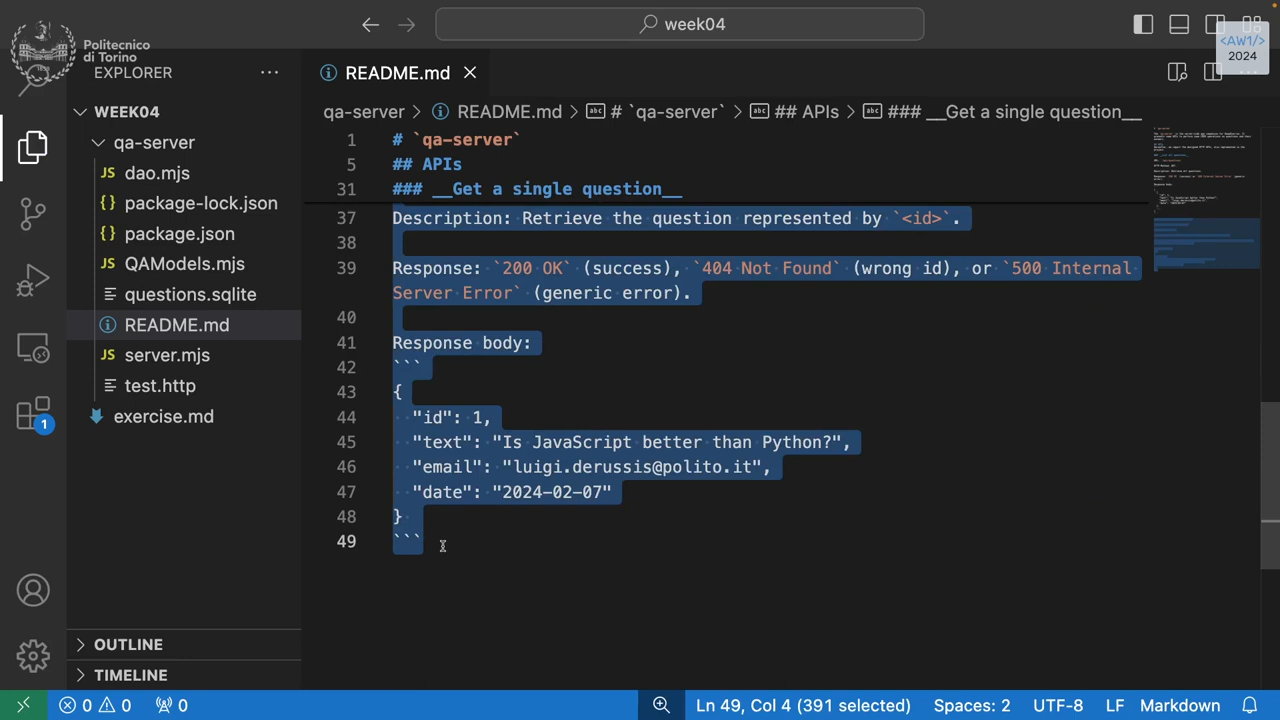 week04
Politecnico
di Torino
<AW1/>
2024
EXPLORER
README.md
WEEK04
qa-server
dao.mjs
package-lock.json
package.json
QAModels.mjs
questions.sqlite
README.md
server.mjs
test.http
exercise.md
OUTLINE
TIMELINE
qa-server > README.md > # `qa-server` > ## APIs > ### __Get a single question__
1 # `qa-server`
5 ## APIs
31 ### __Get a single question__
37 Description: Retrieve the question represented by `<id>`.
38
39 Response: `200 OK` (success), `404 Not Found` (wrong id), or `500 Internal
Server Error` (generic error).
40
41 Response body:
42 ```
43 {
44 "id": 1,
45 "text": "Is JavaScript better than Python?",
46 "email": "luigi.derussis@polito.it",
47 "date": "2024-02-07"
48 }
49 ```
1
0 0 0 Ln 49, Col 4 (391 selected) Spaces: 2 UTF-8 LF Markdown